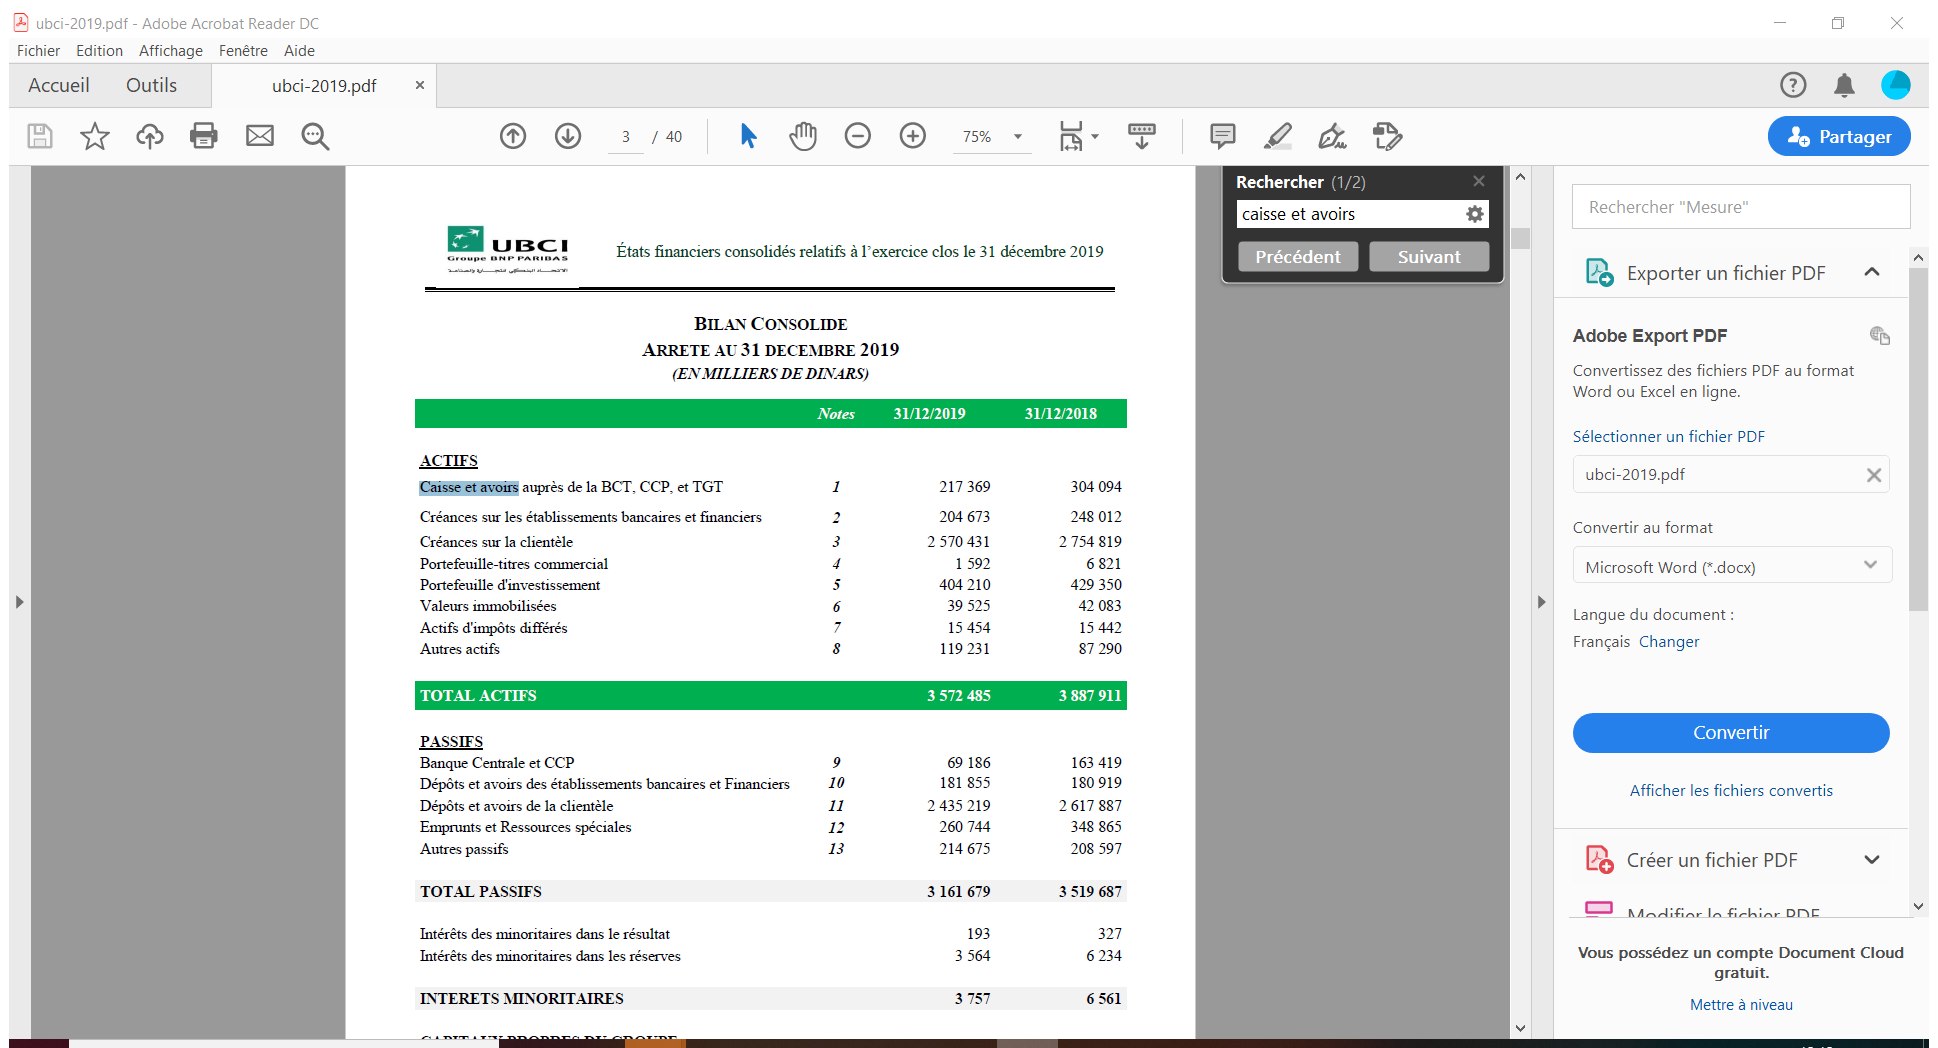 ubci-2019.pdf - Adobe Acrobat Reader DC
Fichier Edition Affichage Fenêtre Aide
Accueil Outils ubci-2019.pdf ×
3 / 40 75% Partager
Rechercher (1/2)
caisse et avoirs
Précédent Suivant
UBCI
Groupe BNP PARIBAS
États financiers consolidés relatifs à l'exercice clos le 31 décembre 2019
BILAN CONSOLIDE
ARRETE AU 31 DECEMBRE 2019
(EN MILLIERS DE DINARS)
Notes 31/12/2019 31/12/2018
ACTIFS
Caisse et avoirs auprès de la BCT, CCP, et TGT 1 217 369 304 094
Créances sur les établissements bancaires et financiers 2 204 673 248 012
Créances sur la clientèle 3 2 570 431 2 754 819
Portefeuille-titres commercial 4 1 592 6 821
Portefeuille d'investissement 5 404 210 429 350
Valeurs immobilisées 6 39 525 42 083
Actifs d'impôts différés 7 15 454 15 442
Autres actifs 8 119 231 87 290
TOTAL ACTIFS 3 572 485 3 887 911
PASSIFS
Banque Centrale et CCP 9 69 186 163 419
Dépôts et avoirs des établissements bancaires et Financiers 10 181 855 180 919
Dépôts et avoirs de la clientèle 11 2 435 219 2 617 887
Emprunts et Ressources spéciales 12 260 744 348 865
Autres passifs 13 214 675 208 597
TOTAL PASSIFS 3 161 679 3 519 687
Intérêts des minoritaires dans le résultat 193 327
Intérêts des minoritaires dans les réserves 3 564 6 234
INTERETS MINORITAIRES 3 757 6 561
CAPITAUX PROPRES DU GROUPE
Rechercher "Mesure"
Exporter un fichier PDF
Adobe Export PDF
Convertissez des fichiers PDF au format
Word ou Excel en ligne.
Sélectionner un fichier PDF
ubci-2019.pdf
Convertir au format
Microsoft Word (*.docx)
Langue du document :
Français Changer
Convertir
Afficher les fichiers convertis
Créer un fichier PDF
Modifier le fichier PDF
Vous possédez un compte Document Cloud
gratuit.
Mettre à niveau